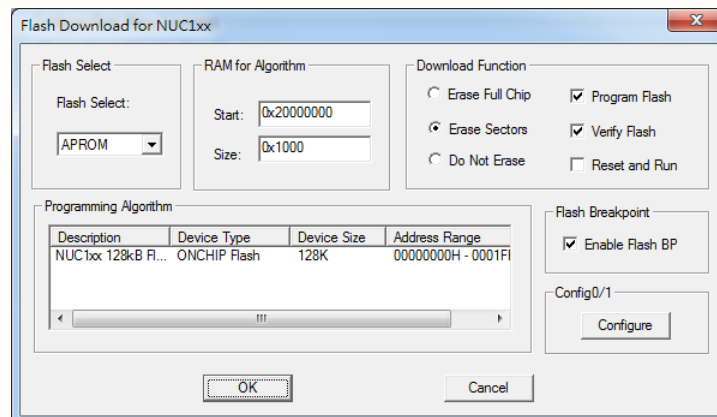 Flash Download for NUC1xx
Flash Select
Flash Select:
APROM
RAM for Algorithm
Start: 0x20000000
Size: 0x1000
Download Function
Erase Full Chip
Erase Sectors
Do Not Erase
Program Flash
Verify Flash
Reset and Run
Programming Algorithm
Description Device Type Device Size Address Range
NUC1xx 128kB Fl... ONCHIP Flash 128K 00000000H - 0001F
Flash Breakpoint
Enable Flash BP
Config0/1
Configure
OK
Cancel